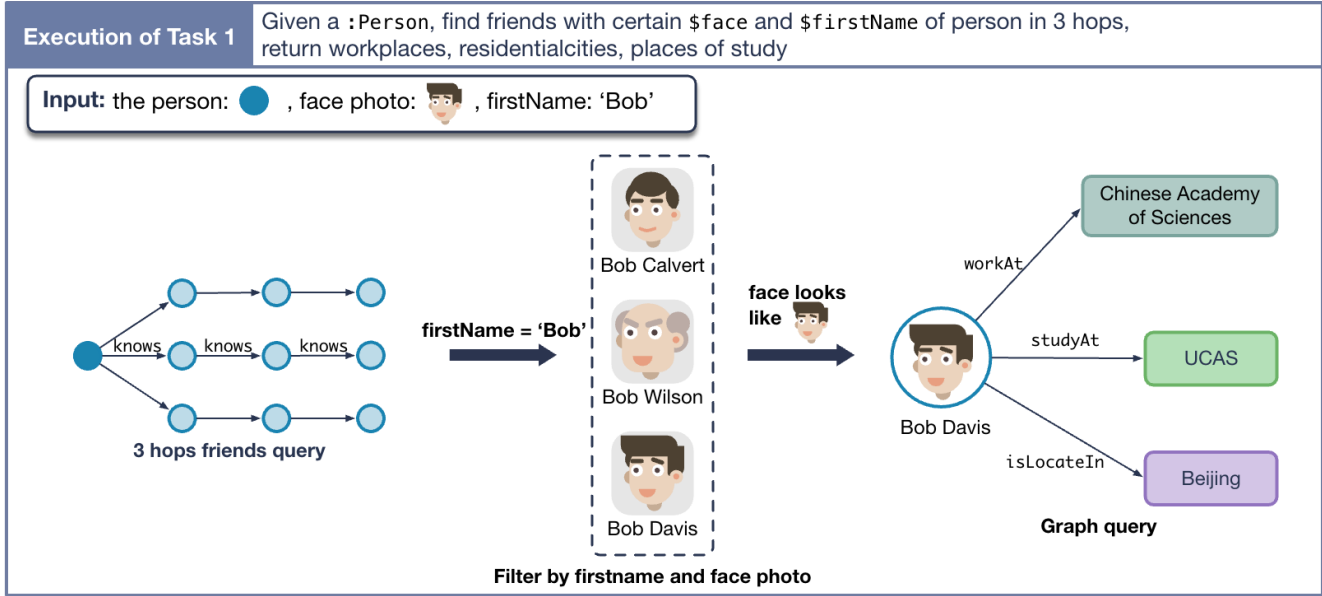 Execution of Task 1
Given a :Person, find friends with certain $face and $firstName of person in 3 hops,
return workplaces, residentialcities, places of study
Input: the person: , face photo: , firstName: ‘Bob’
knows knows knows
3 hops friends query
firstName = ‘Bob’
Bob Calvert
Bob Wilson
Bob Davis
Filter by firstname and face photo
face looks
like
Bob Davis
workAt
studyAt
isLocateIn
Chinese Academy
of Sciences
UCAS
Beijing
Graph query